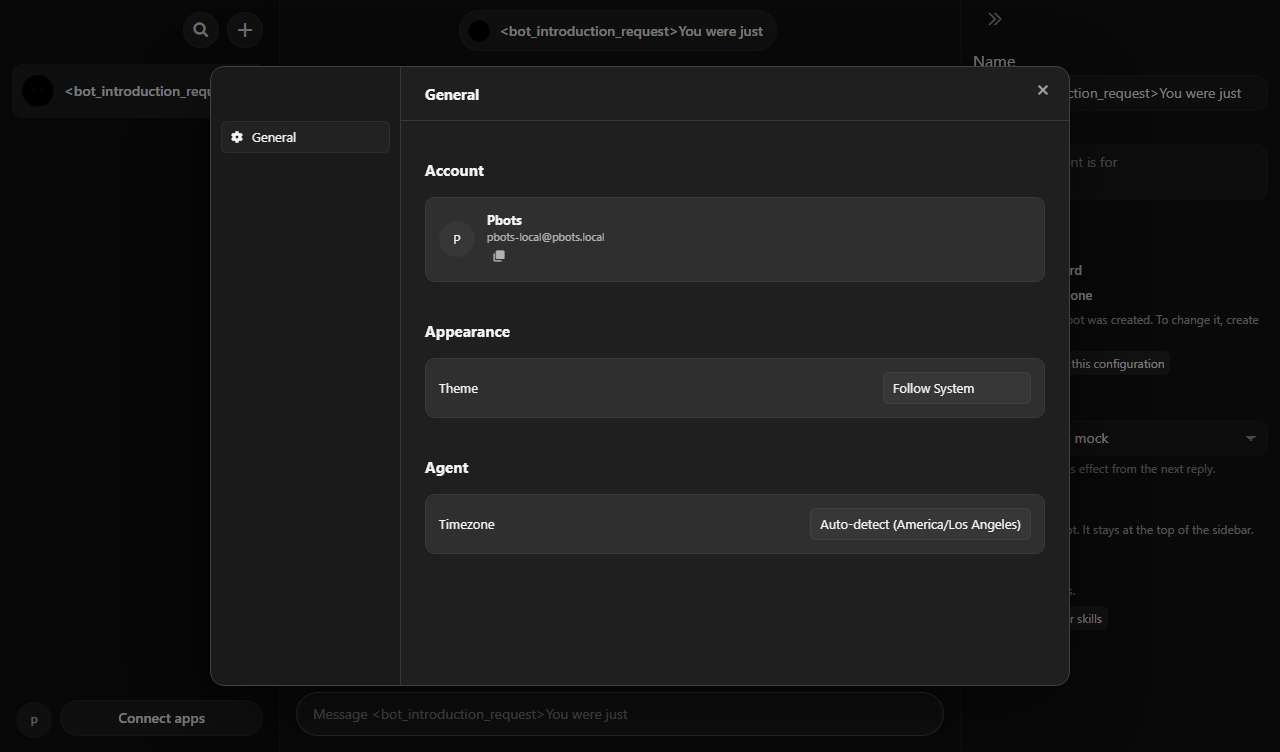 <bot_introduction_request>You were just
Name
<bot_introduction_requ
ction_request>You were just
General
General
nt is for
Account
P
Pbots
pbots-local@pbots.local
rd
one
bot was created. To change it, create
Appearance
this configuration
Theme
Follow System
mock
s effect from the next reply.
Agent
Timezone
Auto-detect (America/Los Angeles)
ot. It stays at the top of the sidebar.
s.
r skills
P
Connect apps
Message <bot_introduction_request>You were just